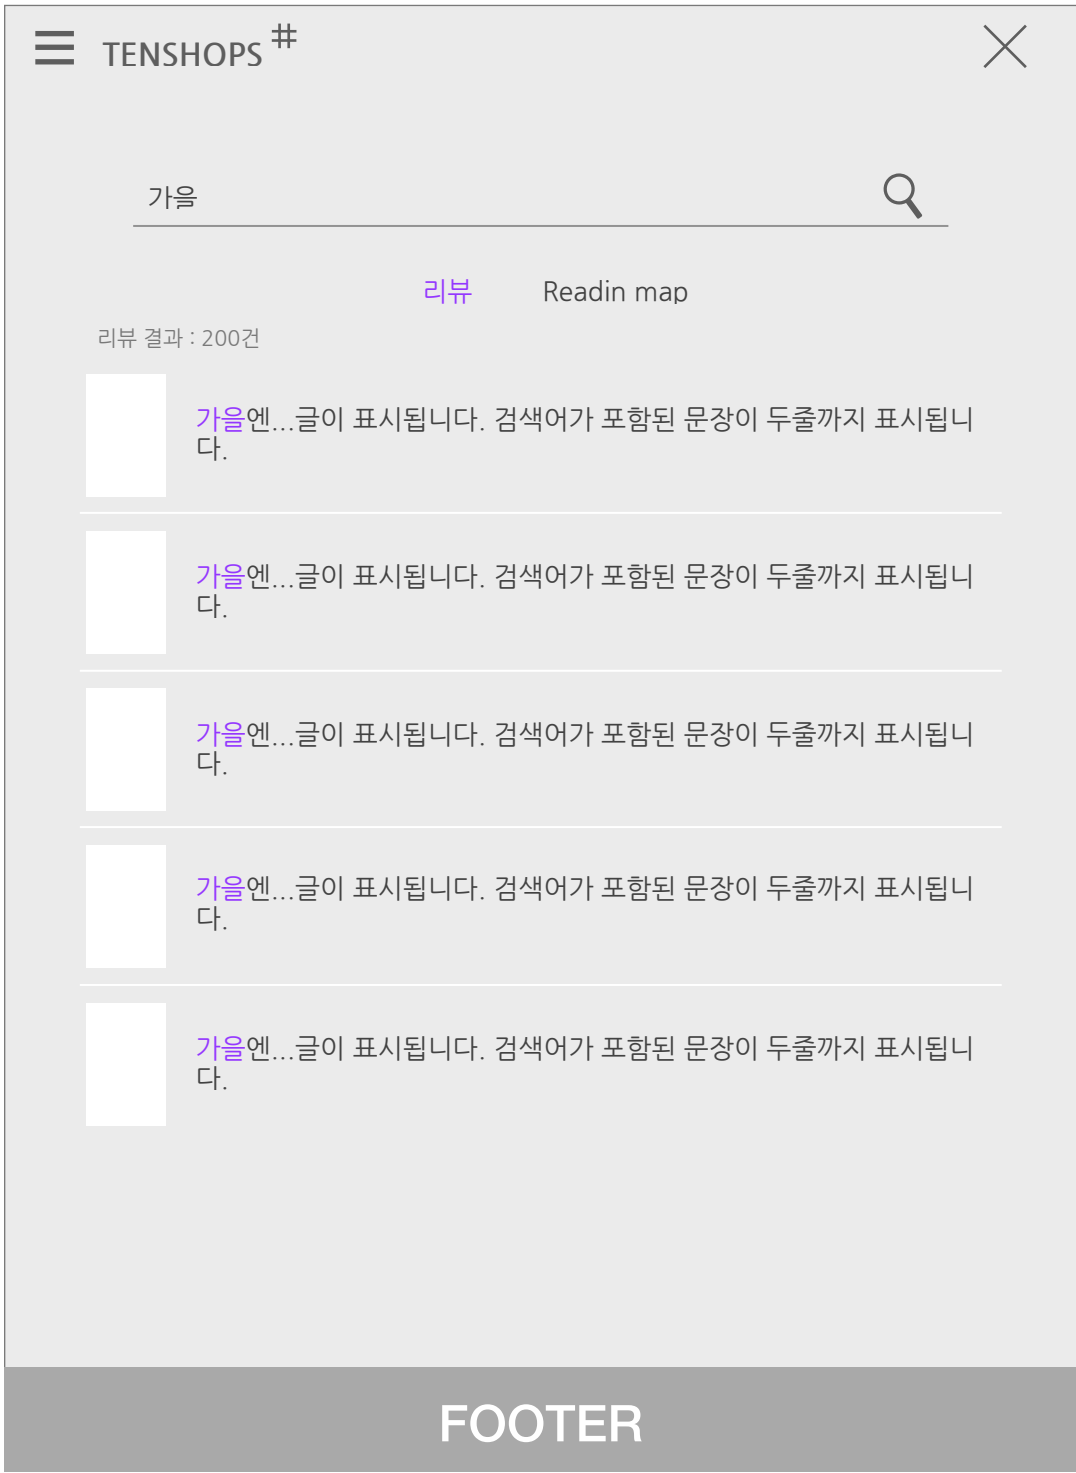 TENSHOPS #
가을
리뷰 Readin map
리뷰 결과 : 200건
가을엔...글이 표시됩니다. 검색어가 포함된 문장이 두줄까지 표시됩니
다.
가을엔...글이 표시됩니다. 검색어가 포함된 문장이 두줄까지 표시됩니
다.
가을엔...글이 표시됩니다. 검색어가 포함된 문장이 두줄까지 표시됩니
다.
가을엔...글이 표시됩니다. 검색어가 포함된 문장이 두줄까지 표시됩니
다.
가을엔...글이 표시됩니다. 검색어가 포함된 문장이 두줄까지 표시됩니
다.
FOOTER